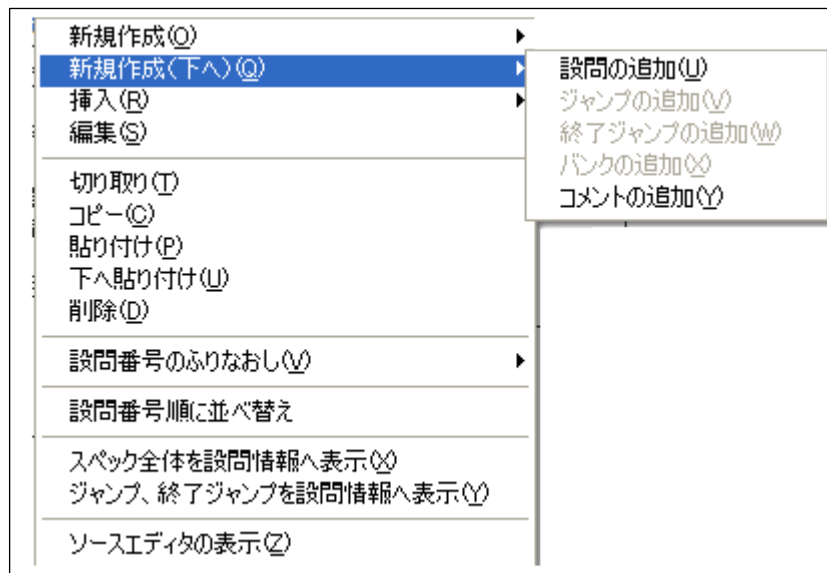 新規作成(O)
新規作成(下へ)(Q)
挿入(R)
編集(S)
切り取り(T)
コピー(C)
貼り付け(P)
下へ貼り付け(U)
削除(D)
設問番号のふりなおし(V)
設問番号順に並べ替え
スペック全体を設問情報へ表示(X)
ジャンプ、終了ジャンプを設問情報へ表示(Y)
ソースエディタの表示(Z)
設問の追加(U)
ジャンプの追加(V)
終了ジャンプの追加(W)
バンクの追加(X)
コメントの追加(Y)